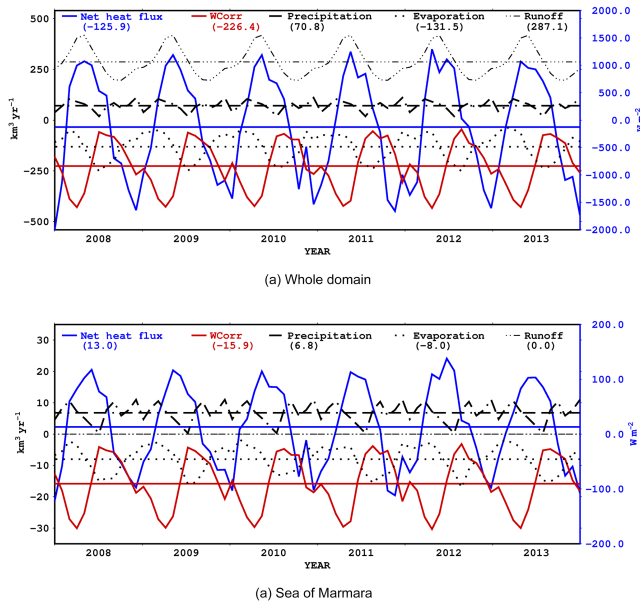 Net heat flux WCorr Precipitation Evaporation Runoff
(−125.9) (−226.4) (70.8) (−131.5) (287.1)
500
250
0
−250
−500
km³ yr⁻¹
2000.0
1500.0
1000.0
500.0
0.0
−500.0
−1000.0
−1500.0
−2000.0
2008 2009 2010 2011 2012 2013
YEAR
(a) Whole domain
Net heat flux WCorr Precipitation Evaporation Runoff
(13.0) (−15.9) (6.8) (−8.0) (0.0)
30
20
10
0
−10
−20
−30
km³ yr⁻¹
200.0
100.0
0.0
−100.0
−200.0
W m⁻²
2008 2009 2010 2011 2012 2013
YEAR
(a) Sea of Marmara